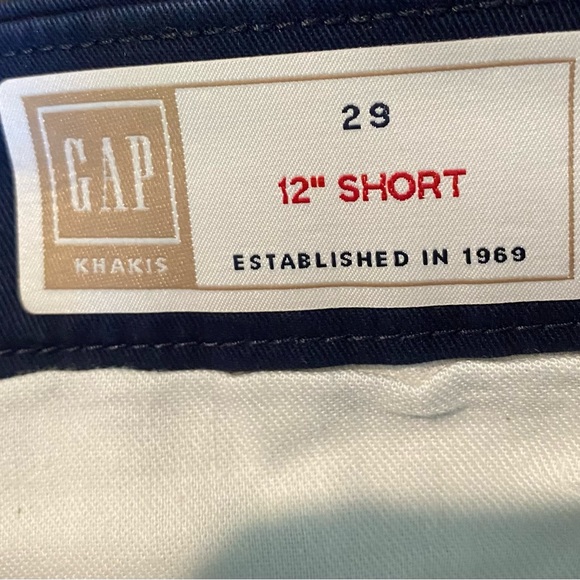 GAP
KHAKIS
29
12" SHORT
ESTABLISHED IN 1969